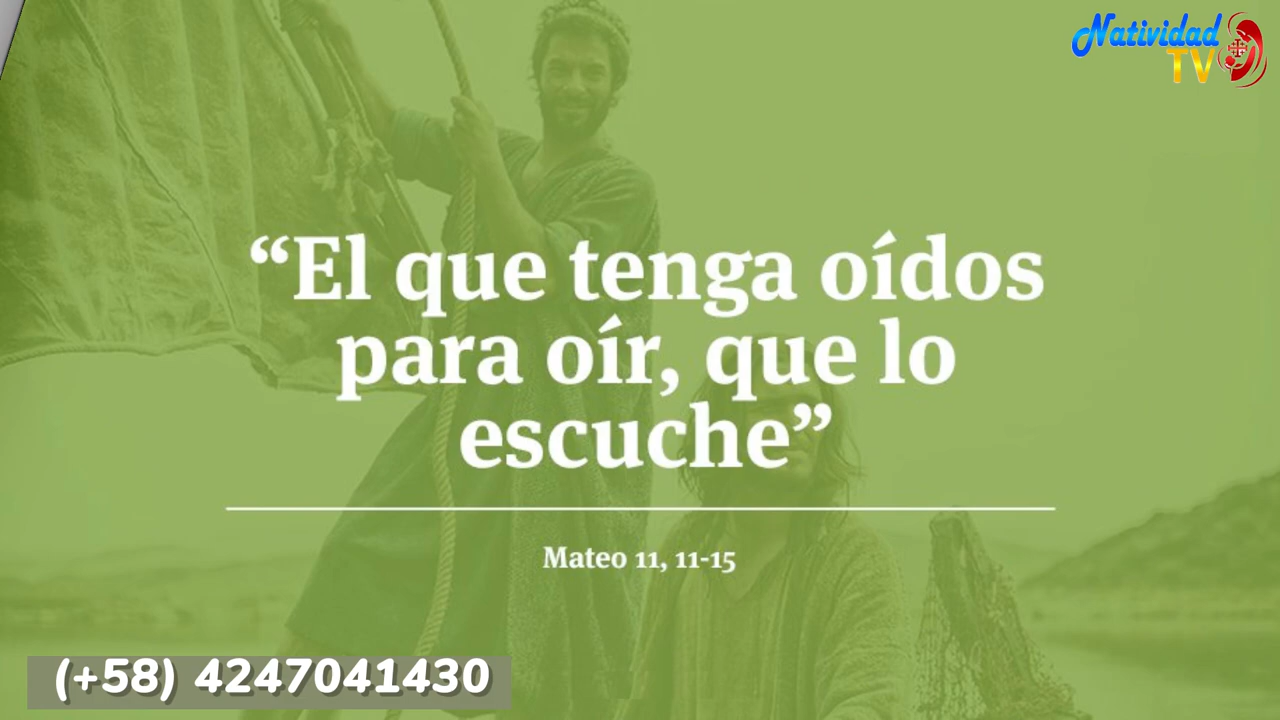 Natividad
TV
“El que tenga oídos
para oír, que lo
escuche”
Mateo 11, 11-15
(+58) 4247041430